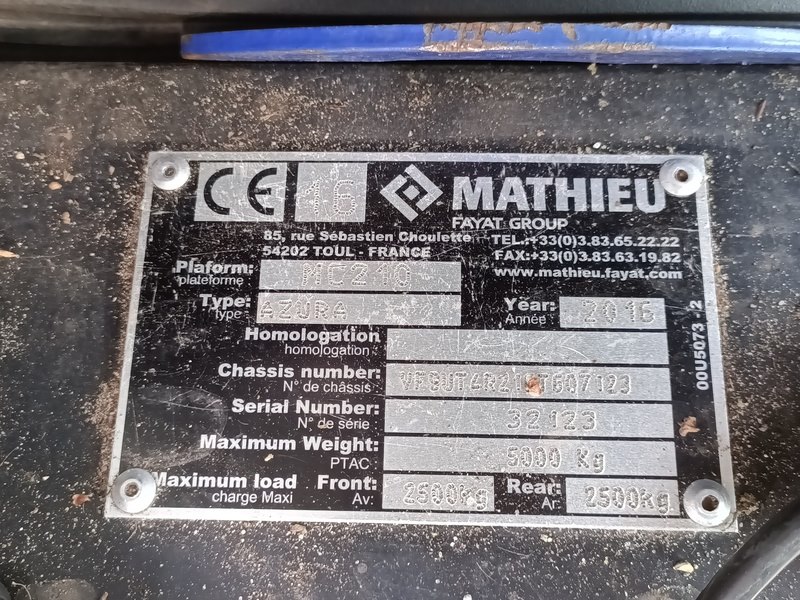 CE 16 MATHIEU
FAYAT GROUP
85, rue Sébastien Choulette
54202 TOUL - FRANCE
TEL.:+33(0)3.83.65.22.22
FAX:+33(0)3.83.63.19.82
www.mathieu.fayat.com
Plaform: MC210
plateforme :
Type: AZURA
type :
Year: 2016
Année :
Homologation
homologation :
Chassis number:
N° de châssis :
Serial Number: 32123
N° de série :
Maximum Weight: 5000 Kg
PTAC :
Maximum load Front: 2500kg Rear: 2500kg
charge Maxi Av: Ar:
00U5073 - 2